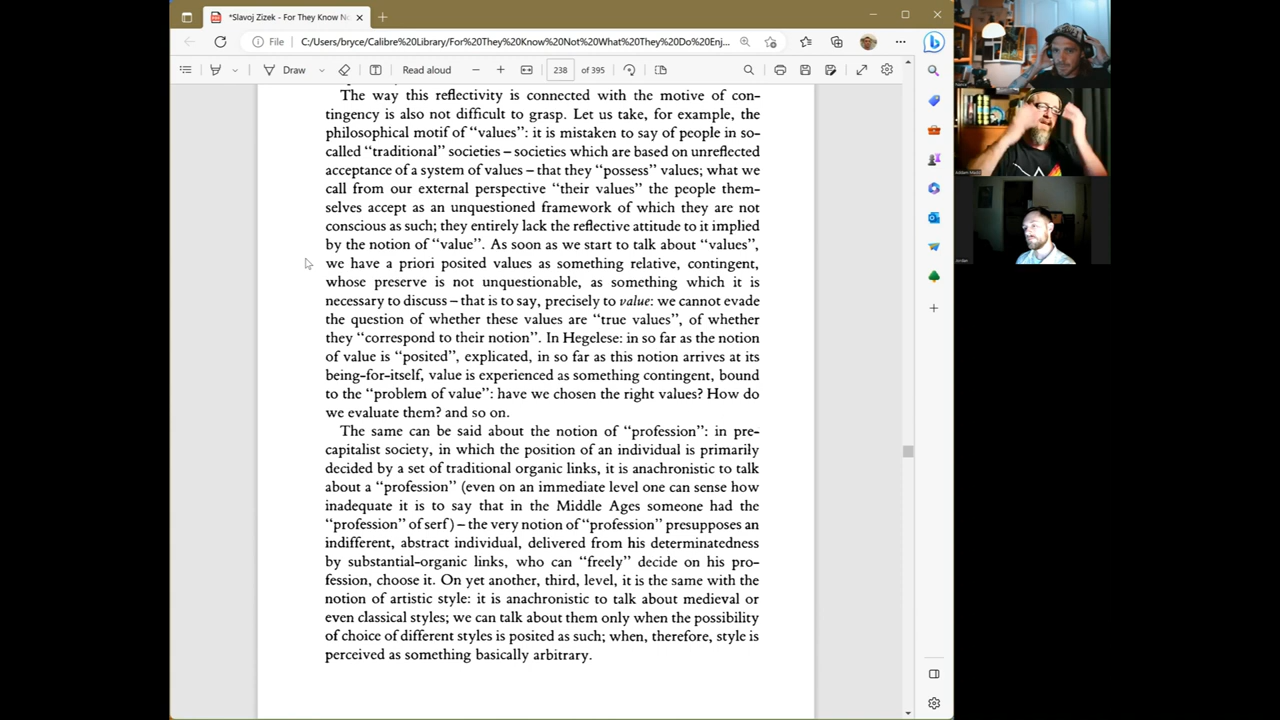 *Slavoj Zizek - For They Know N
File
C:/Users/bryce/Calibre%20Library/For%20They%20Know%20Not%20What%20They%20Do%20Enj...
Draw
Read aloud
238
of 395
The way this reflectivity is connected with the motive of con-
tingency is also not difficult to grasp. Let us take, for example, the
philosophical motif of “values”: it is mistaken to say of people in so-
called “traditional” societies – societies which are based on unreflected
acceptance of a system of values – that they “possess” values; what we
call from our external perspective “their values” the people them-
selves accept as an unquestioned framework of which they are not
conscious as such; they entirely lack the reflective attitude to it implied
by the notion of “value”. As soon as we start to talk about “values”,
we have a priori posited values as something relative, contingent,
whose preserve is not unquestionable, as something which it is
necessary to discuss – that is to say, precisely to value: we cannot evade
the question of whether these values are “true values”, of whether
they “correspond to their notion”. In Hegelese: in so far as the notion
of value is “posited”, explicated, in so far as this notion arrives at its
being-for-itself, value is experienced as something contingent, bound
to the “problem of value”: have we chosen the right values? How do
we evaluate them? and so on.
The same can be said about the notion of “profession”: in pre-
capitalist society, in which the position of an individual is primarily
decided by a set of traditional organic links, it is anachronistic to talk
about a “profession” (even on an immediate level one can sense how
inadequate it is to say that in the Middle Ages someone had the
“profession” of serf) – the very notion of “profession” presupposes an
indifferent, abstract individual, delivered from his determinatedness
by substantial-organic links, who can “freely” decide on his pro-
fession, choose it. On yet another, third, level, it is the same with the
notion of artistic style: it is anachronistic to talk about medieval or
even classical styles; we can talk about them only when the possibility
of choice of different styles is posited as such; when, therefore, style is
perceived as something basically arbitrary.
Jordan